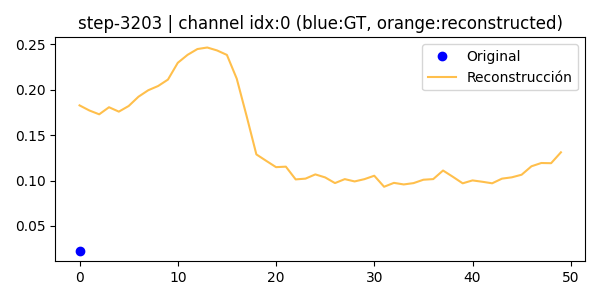 step-3203 | channel idx:0 (blue:GT, orange:reconstructed)
0.25
0.20
0.15
0.10
0.05
Original
Reconstrucción
0 10 20 30 40 50